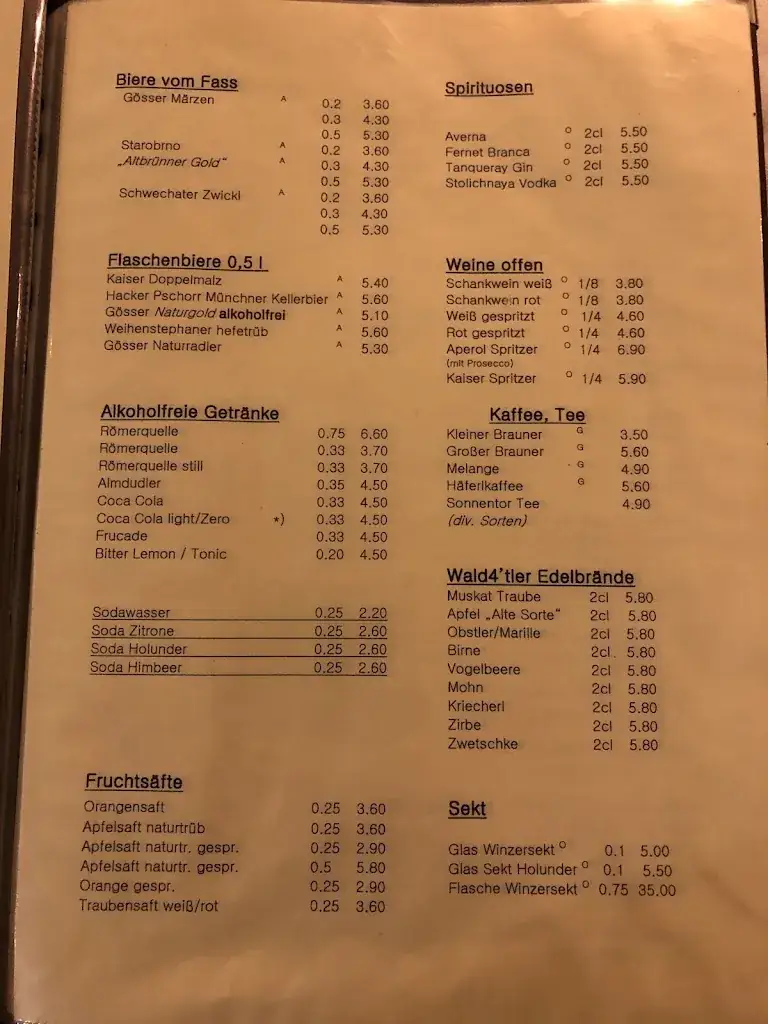 Biere vom Fass
Gösser Märzen A 0.2 3.60
0.3 4.30
0.5 5.30
Starobrno A 0.2 3.60
„Altbrünner Gold“ A 0.3 4.30
0.5 5.30
Schwechater Zwickl A 0.2 3.60
0.3 4.30
0.5 5.30
Flaschenbiere 0,5 l
Kaiser Doppelmalz A 5.40
Hacker Pschorr Münchner Kellerbier A 5.60
Gösser Naturgold alkoholfrei A 5.10
Weihenstephaner hefetrüb A 5.60
Gösser Naturradler A 5.30
Alkoholfreie Getränke
Römerquelle 0.75 6.60
Römerquelle 0.33 3.70
Römerquelle still 0.33 3.70
Almdudler 0.35 4.50
Coca Cola 0.33 4.50
Coca Cola light/Zero *) 0.33 4.50
Frucade 0.33 4.50
Bitter Lemon / Tonic 0.20 4.50
Sodawasser 0.25 2.20
Soda Zitrone 0.25 2.60
Soda Holunder 0.25 2.60
Soda Himbeer 0.25 2.60
Fruchtsäfte
Orangensaft 0.25 3.60
Apfelsaft naturtrüb 0.25 3.60
Apfelsaft naturtr. gespr. 0.25 2.90
Apfelsaft naturtr. gespr. 0.5 5.80
Orange gespr. 0.25 2.90
Traubensaft weiß/rot 0.25 3.60
Spirituosen
Averna O 2cl 5.50
Fernet Branca O 2cl 5.50
Tanqueray Gin O 2cl 5.50
Stolichnaya Vodka O 2cl 5.50
Weine offen
Schankwein weiß O 1/8 3.80
Schankwein rot O 1/8 3.80
Weiß gespritzt O 1/4 4.60
Rot gespritzt O 1/4 4.60
Aperol Spritzer O 1/4 6.90
(mit Prosecco)
Kaiser Spritzer O 1/4 5.90
Kaffee, Tee
Kleiner Brauner G 3.50
Großer Brauner G 5.60
Melange G 4.90
Häferlkaffee G 5.60
Sonnentor Tee 4.90
(div. Sorten)
Wald4'tler Edelbrände
Muskat Traube 2cl 5.80
Apfel „Alte Sorte“ 2cl 5.80
Obstler/Marille 2cl 5.80
Birne 2cl. 5.80
Vogelbeere 2cl 5.80
Mohn 2cl 5.80
Kriecherl 2cl 5.80
Zirbe 2cl 5.80
Zwetschke 2cl 5.80
Sekt
Glas Winzersekt O 0.1 5.00
Glas Sekt Holunder O 0.1 5.50
Flasche Winzersekt O 0.75 35.00